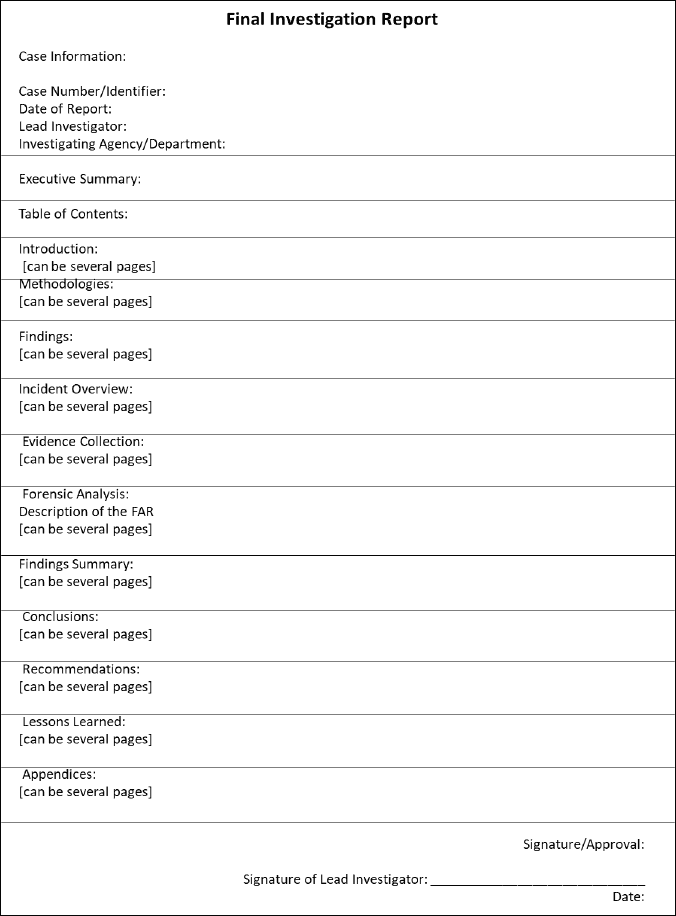 Final Investigation Report
Case Information:
Case Number/Identifier:
Date of Report:
Lead Investigator:
Investigating Agency/Department:
Executive Summary:
Table of Contents:
Introduction:
[can be several pages]
Methodologies:
[can be several pages]
Findings:
[can be several pages]
Incident Overview:
[can be several pages]
Evidence Collection:
[can be several pages]
Forensic Analysis:
Description of the FAR
[can be several pages]
Findings Summary:
[can be several pages]
Conclusions:
[can be several pages]
Recommendations:
[can be several pages]
Lessons Learned:
[can be several pages]
Appendices:
[can be several pages]
Signature/Approval:
Signature of Lead Investigator: ______________________________
Date: